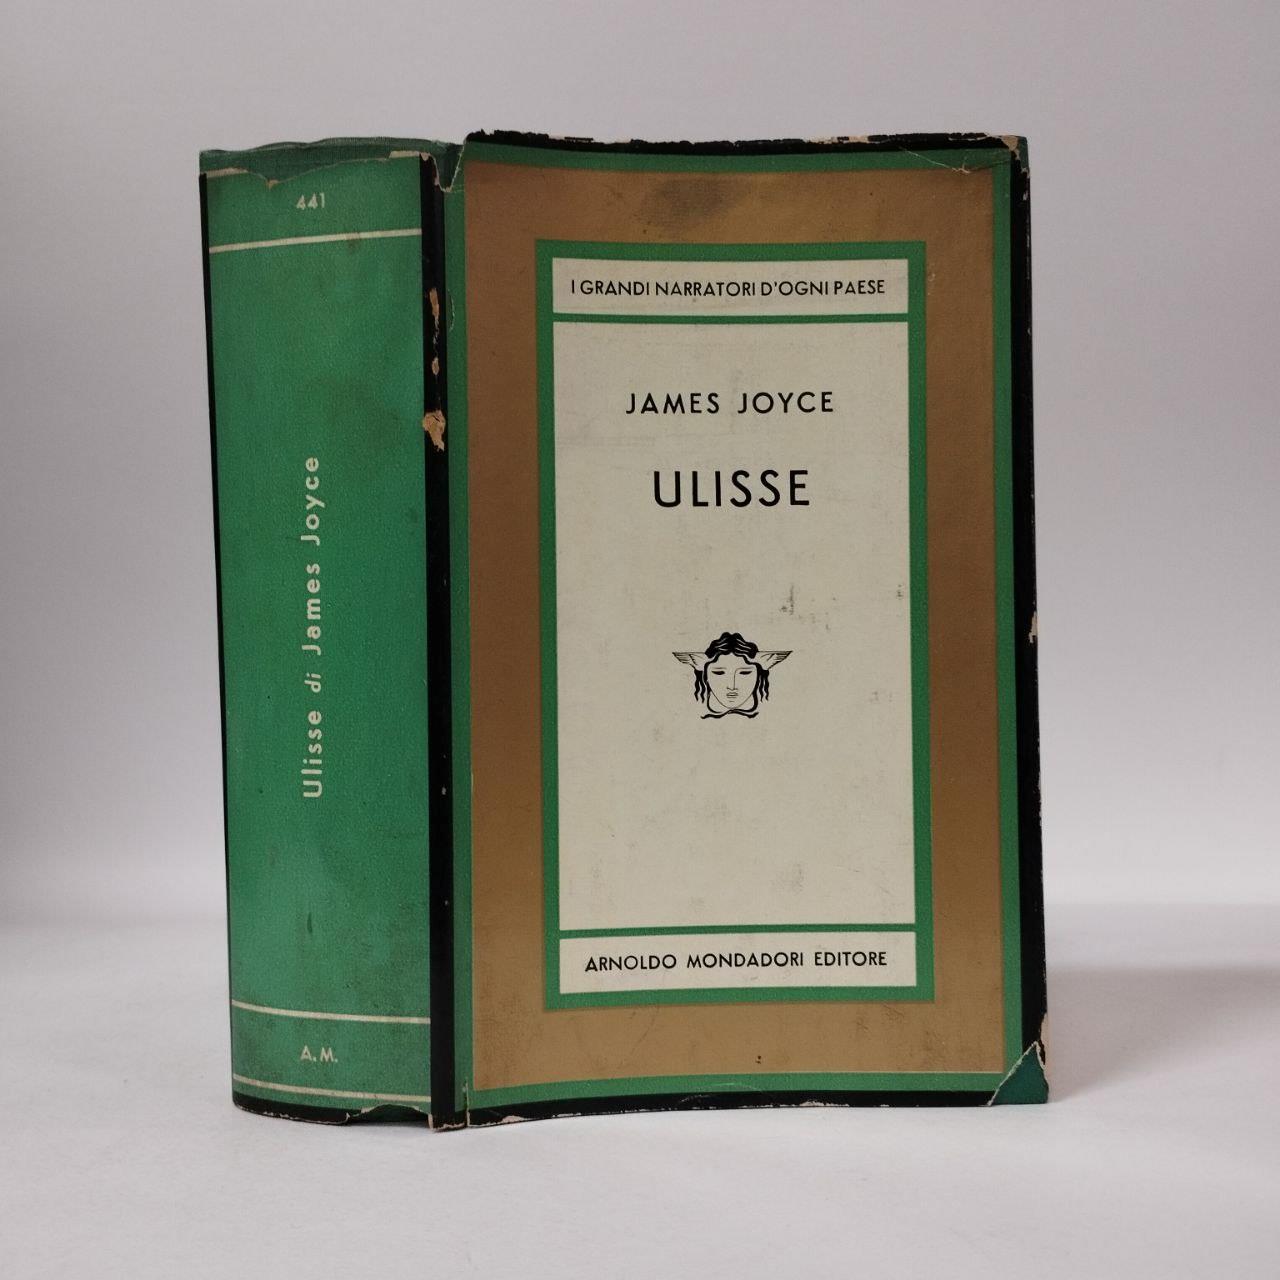 441
Ulisse di James Joyce
A. M.
I GRANDI NARRATORI D'OGNI PAESE
JAMES JOYCE
ULISSE
ARNOLDO MONDADORI EDITORE